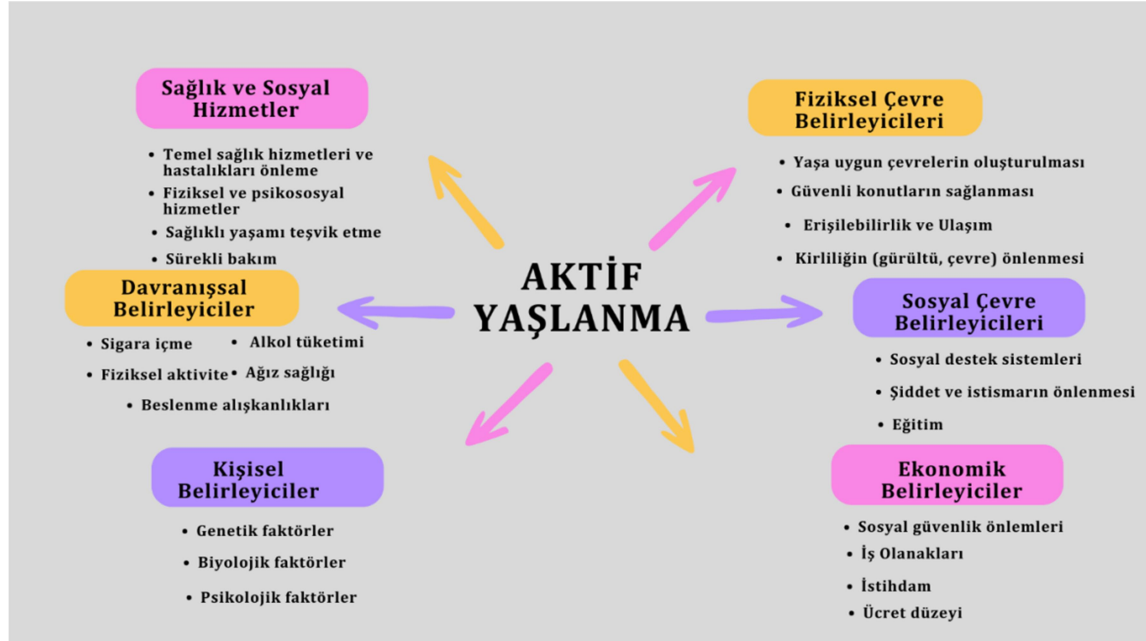 Sağlık ve Sosyal
Hizmetler
• Temel sağlık hizmetleri ve
hastalıkları önleme
• Fiziksel ve psikososyal
hizmetler
• Sağlıklı yaşamı teşvik etme
• Sürekli bakım
Davranışsal
Belirleyiciler
• Sigara içme • Alkol tüketimi
• Fiziksel aktivite • Ağız sağlığı
• Beslenme alışkanlıkları
Kişisel
Belirleyiciler
• Genetik faktörler
• Biyolojik faktörler
• Psikolojik faktörler
AKTİF
YAŞLANMA
Fiziksel Çevre
Belirleyicileri
• Yaşa uygun çevrelerin oluşturulması
• Güvenli konutların sağlanması
• Erişilebilirlik ve Ulaşım
• Kirliliğin (gürültü, çevre) önlenmesi
Sosyal Çevre
Belirleyicileri
• Sosyal destek sistemleri
• Şiddet ve istismarın önlenmesi
• Eğitim
Ekonomik
Belirleyiciler
• Sosyal güvenlik önlemleri
• İş Olanakları
• İstihdam
• Ücret düzeyi